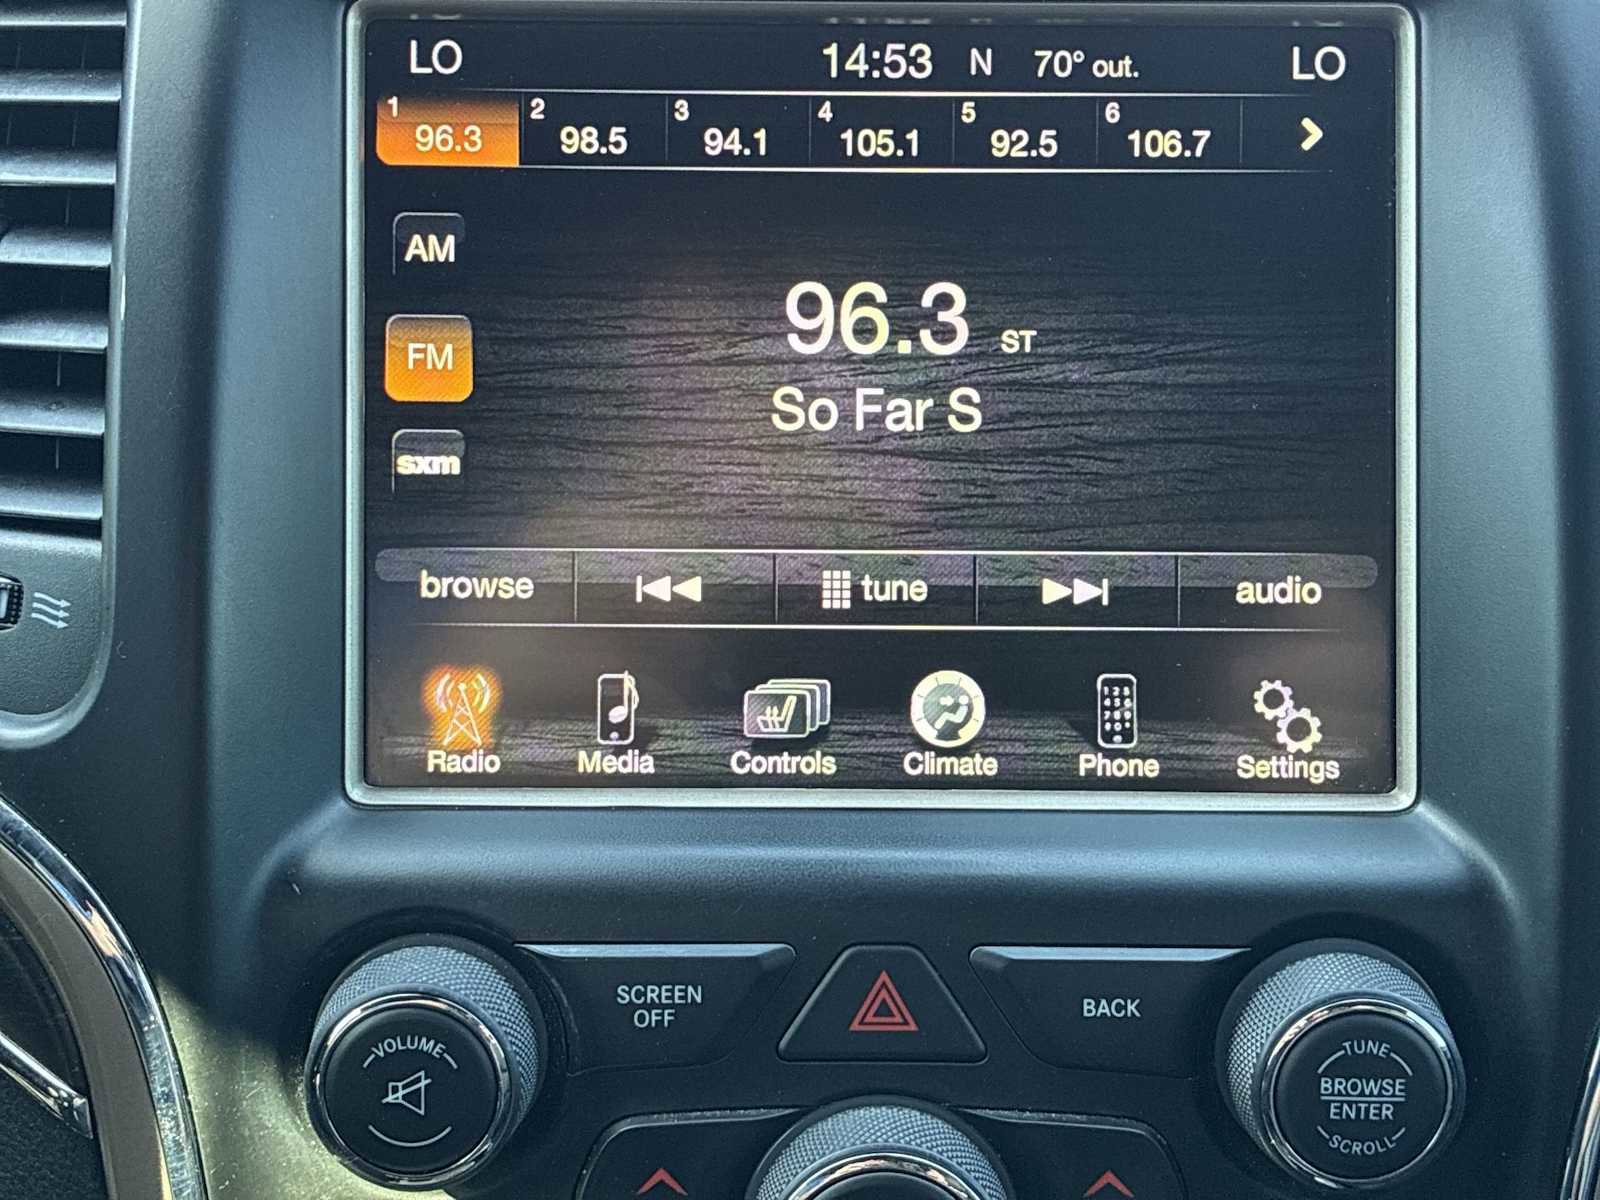 LO 14:53 N 70° out. LO
1 96.3 2 98.5 3 94.1 4 105.1 5 92.5 6 106.7
AM
96.3 ST
FM
So Far S
sxm
browse tune audio
Radio Media Controls Climate Phone Settings
SCREEN
OFF
BACK
VOLUME
TUNE
BROWSE
ENTER
SCROLL